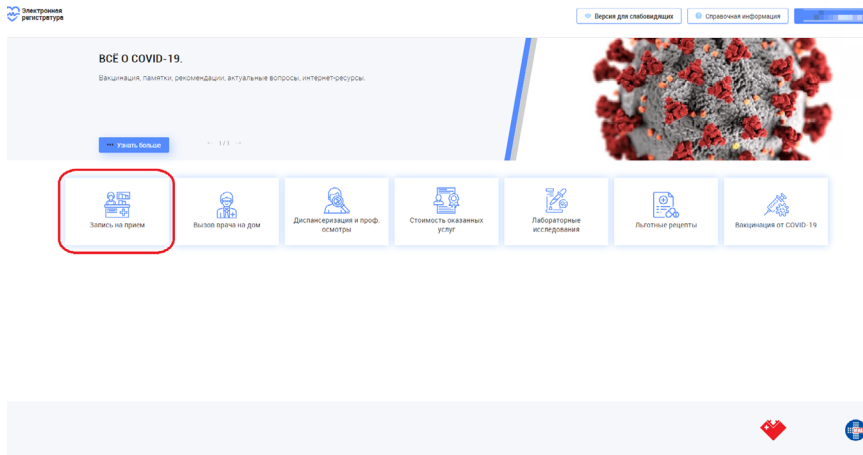 Электронная
регистратура
Версия для слабовидящих
Справочная информация
ВСЁ О COVID-19.
Вакцинация, памятки, рекомендации, актуальные вопросы, интернет-ресурсы.
Узнать больше
1 / 1
Запись на прием
Вызов врача на дом
Диспансеризация и проф.
осмотры
Стоимость оказанных
услуг
Лабораторные
исследования
Льготные рецепты
Вакцинация от COVID-19